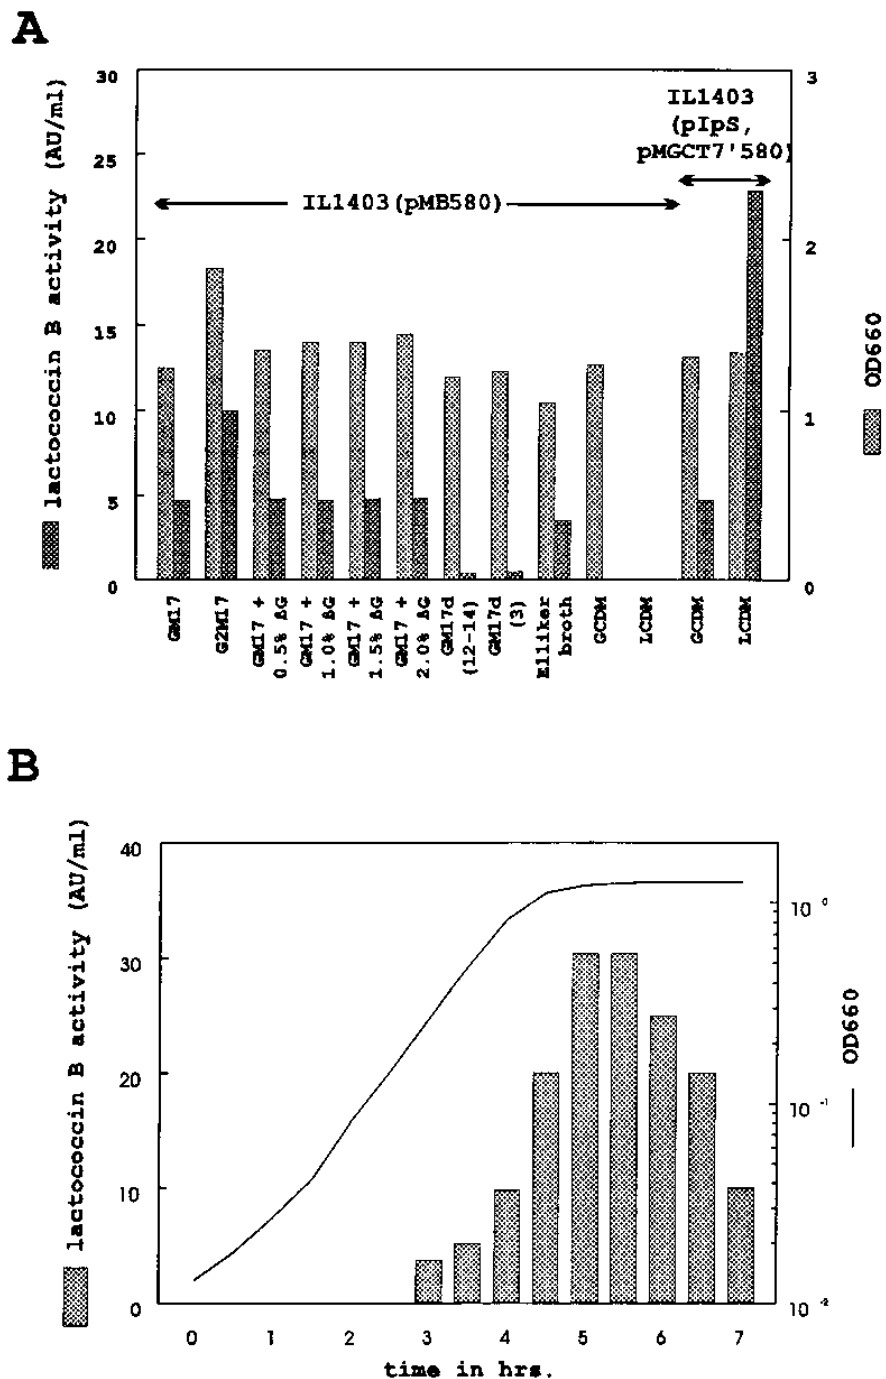 A
lactococcin B activity (AU/ml)
30
25
20
15
10
5
0
3
2
1
0
OD660
IL1403
(pIpS,
pMGCT7'580)
IL1403(pMB580)
GM17
G2M17
GM17 +
0.5% βG
GM17 +
1.0% βG
GM17 +
1.5% βG
GM17 +
2.0% βG
GM17d
(12-14)
GM17d
(3)
Elliker
broth
GCDM
LCDM
GCDM
LCDM
B
lactococcin B activity (AU/ml)
40
30
20
10
0
10⁰
10⁻¹
10⁻²
OD660
0 1 2 3 4 5 6 7
time in hrs.